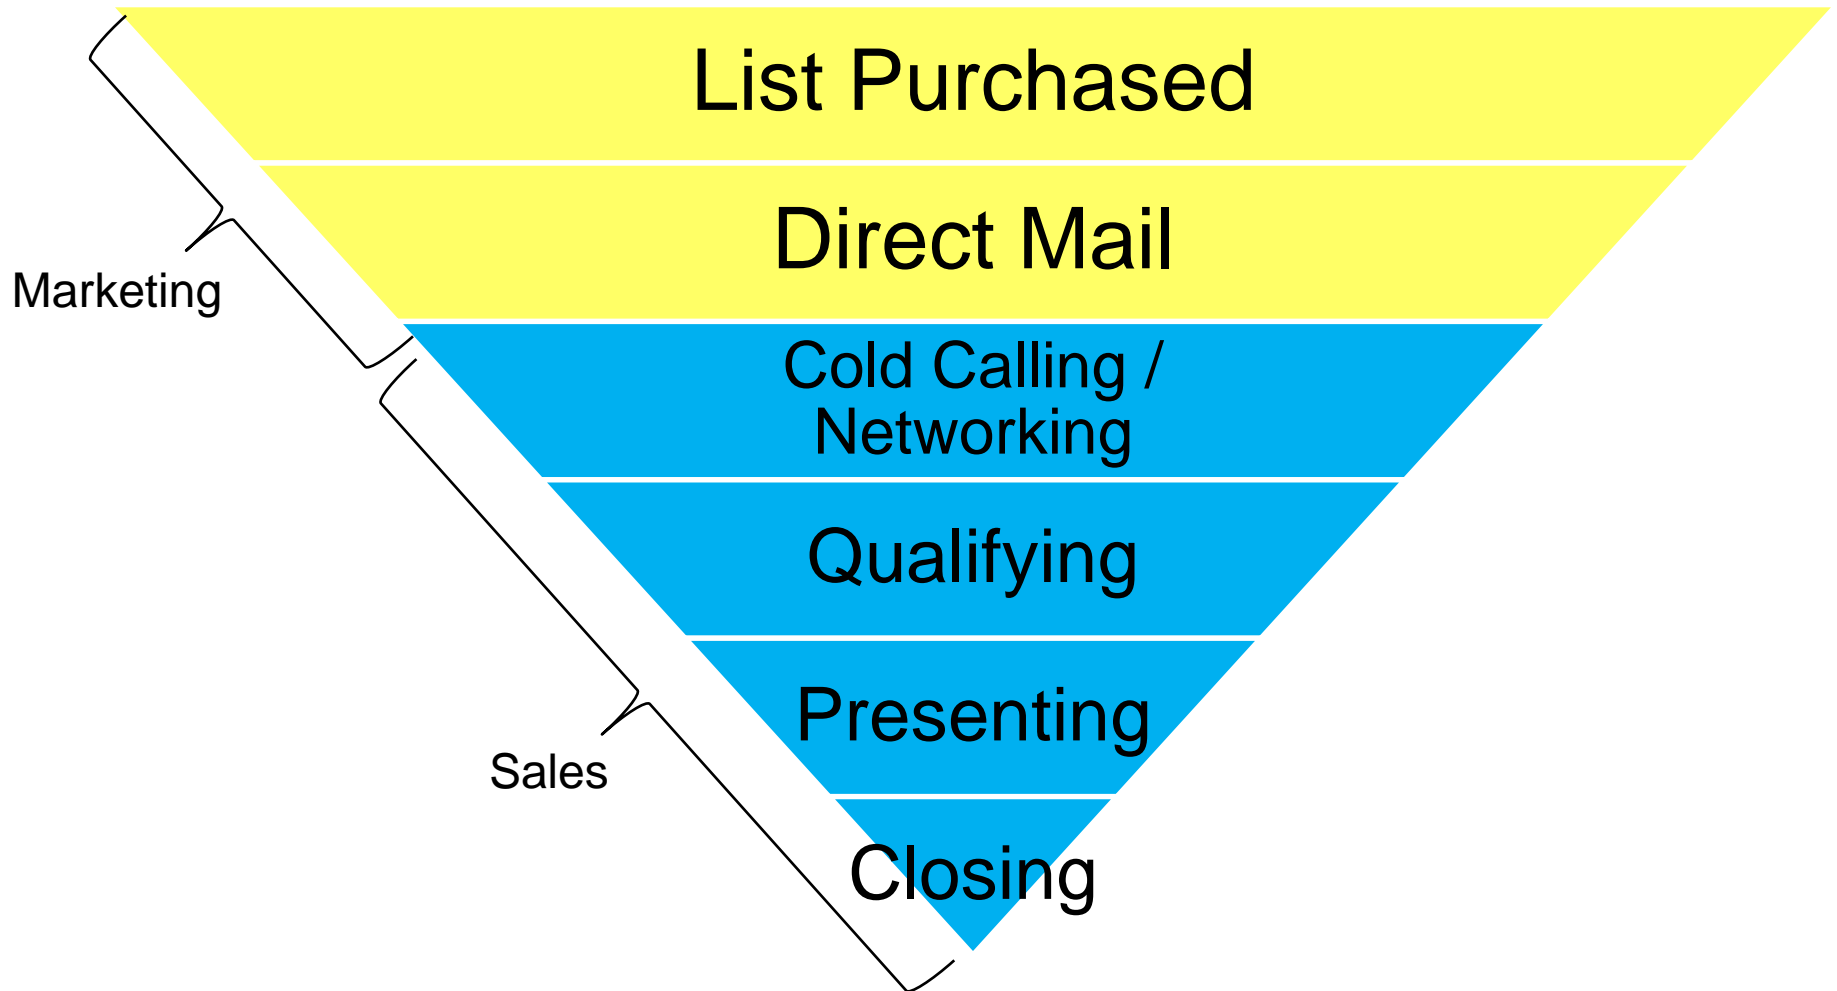 List Purchased
Direct Mail
Marketing
Cold Calling /
Networking
Qualifying
Presenting
Sales
Closing